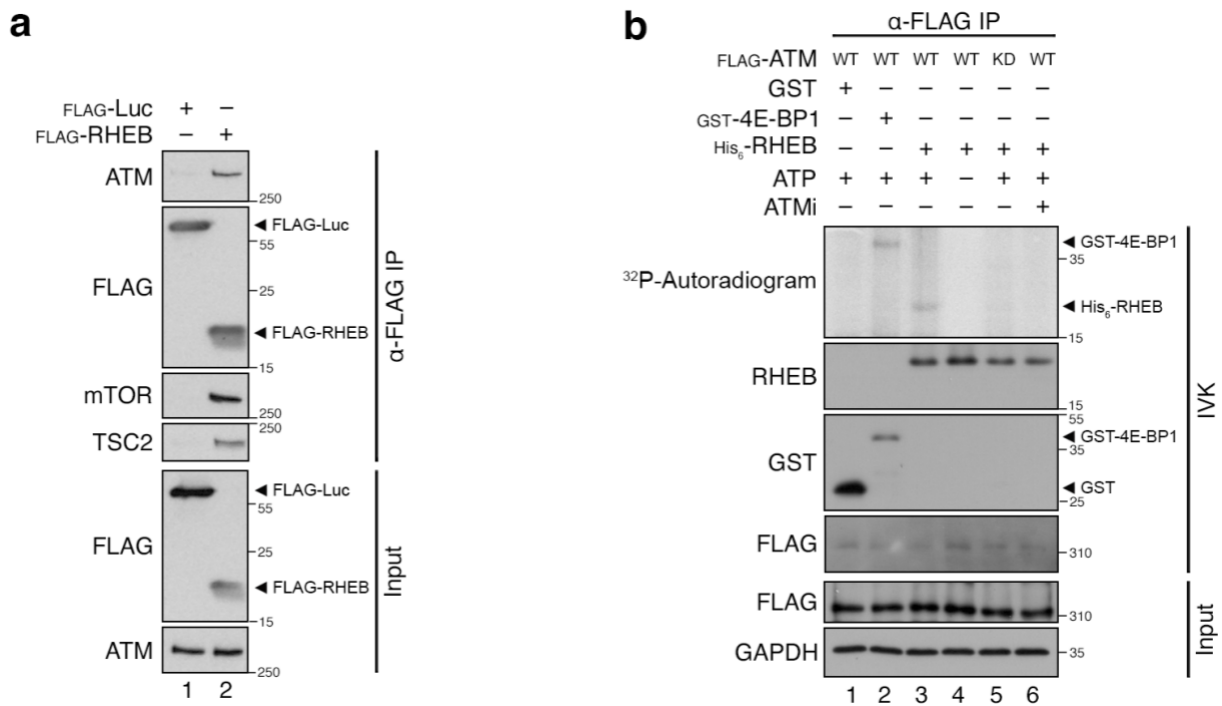 a
FLAG-Luc + –
FLAG-RHEB – +
ATM
250
◄ FLAG-Luc
55
FLAG
25
◄ FLAG-RHEB
15
mTOR
250
250
TSC2
α-FLAG IP
◄ FLAG-Luc
55
FLAG
25
◄ FLAG-RHEB
15
ATM
250
Input
1 2
b
α-FLAG IP
FLAG-ATM WT WT WT WT KD WT
GST + – – – – –
GST-4E-BP1 – + – – – –
His₆-RHEB – – + + + +
ATP + + + – + +
ATMi – – – – – +
◄ GST-4E-BP1
35
³²P-Autoradiogram
◄ His₆-RHEB
15
RHEB
15
55
◄ GST-4E-BP1
35
GST
◄ GST
25
FLAG
310
IVK
FLAG
310
GAPDH
35
Input
1 2 3 4 5 6